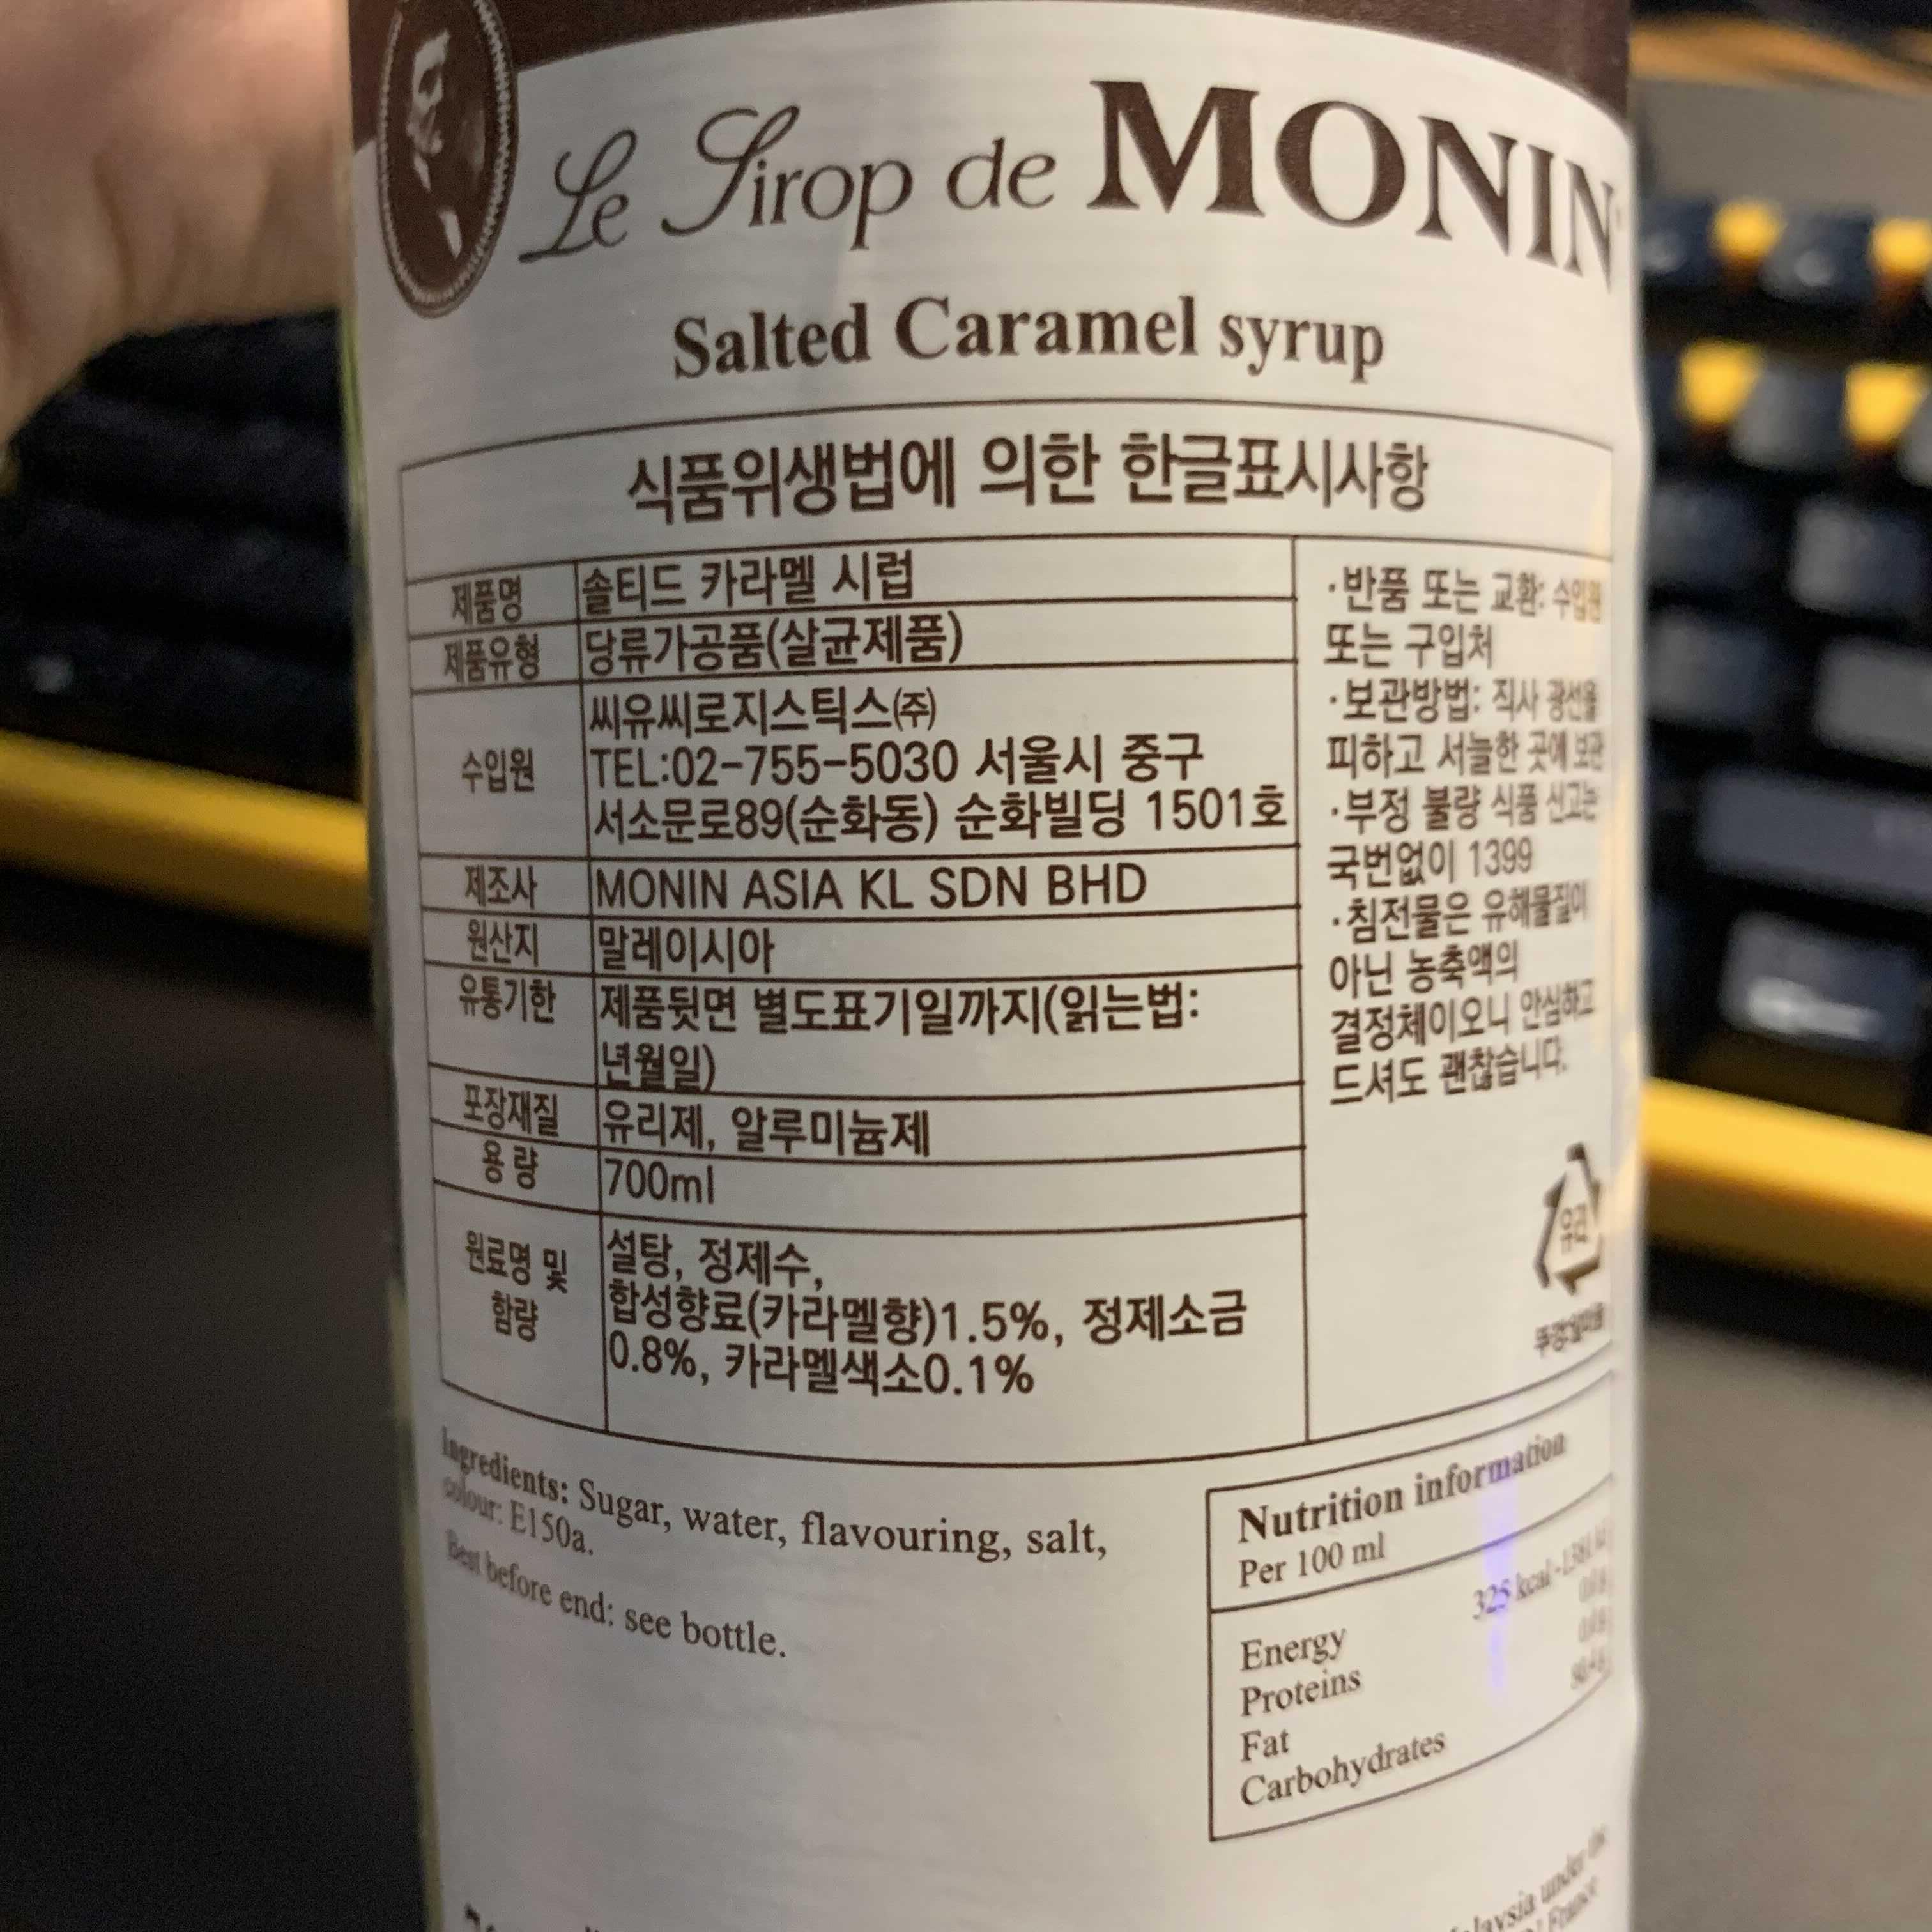 Le Sirop de MONIN
Salted Caramel syrup
식품위생법에 의한 한글표시사항
제품명 솔티드 카라멜 시럽
제품유형 당류가공품(살균제품)
수입원 씨유씨로지스틱스㈜
TEL:02-755-5030 서울시 중구
서소문로89(순화동) 순화빌딩 1501호
제조사 MONIN ASIA KL SDN BHD
원산지 말레이시아
유통기한 제품뒷면 별도표기일까지(읽는법:
년월일)
포장재질 유리제, 알루미늄제
용량 700ml
원료명 및
함량
설탕, 정제수,
합성향료(카라멜향)1.5%, 정제소금
0.8%, 카라멜색소0.1%
·반품 또는 교환: 수입원
또는 구입처
·보관방법: 직사 광선을
피하고 서늘한 곳에 보관
·부정 불량 식품 신고는
국번없이 1399
·침전물은 유해물질이
아닌 농축액의
결정체이오니 안심하고
드셔도 괜찮습니다.
유리
Ingredients: Sugar, water, flavouring, salt,
colour: E150a.
Best before end: see bottle.
Nutrition information
Per 100 ml
Energy 325 kcal
Proteins
Fat
Carbohydrates